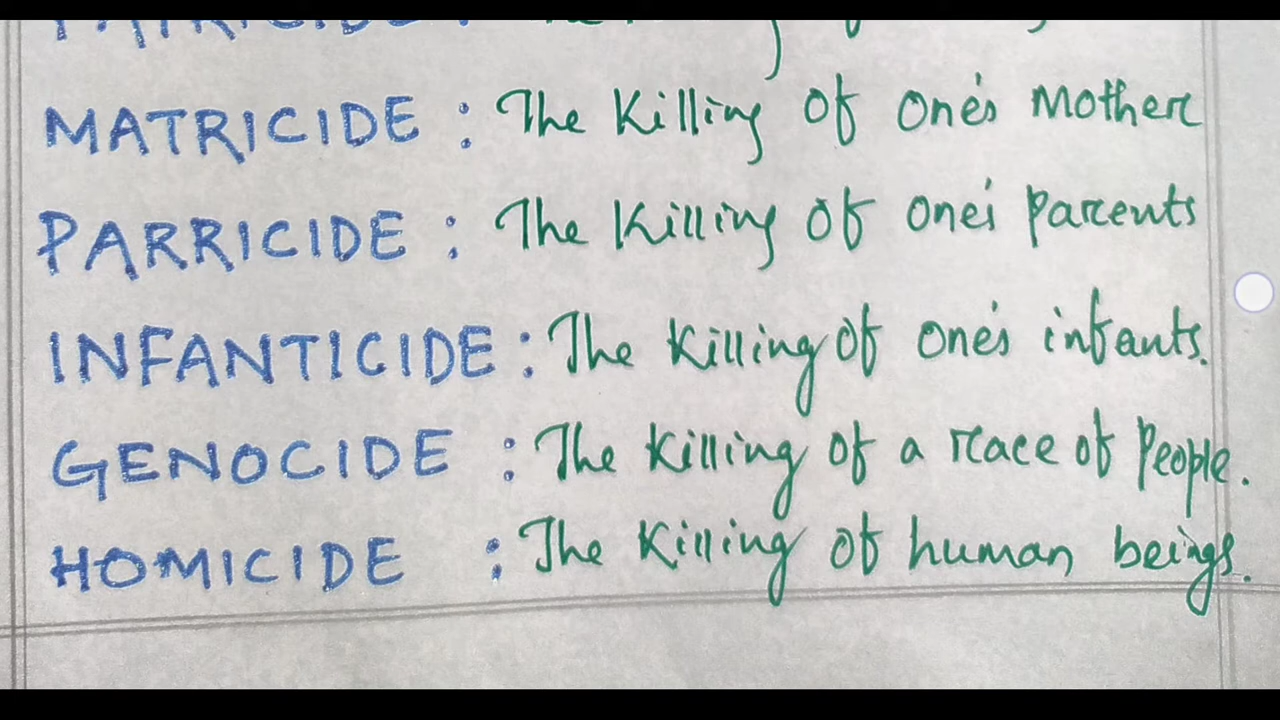 MATRICIDE : The Killing of One's Mother
PARRICIDE : The Killing of One's Parents
INFANTICIDE : The Killing of One's infants.
GENOCIDE : The Killing of a race of People.
HOMICIDE : The Killing of human beings.